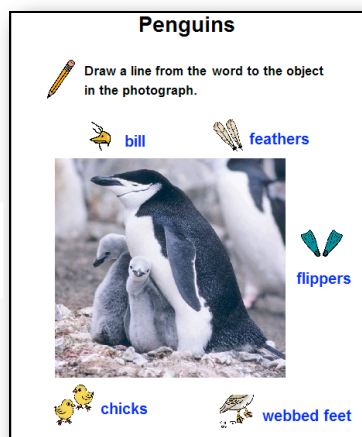 Penguins
Draw a line from the word to the object
in the photograph.
bill
feathers
flippers
chicks
webbed feet